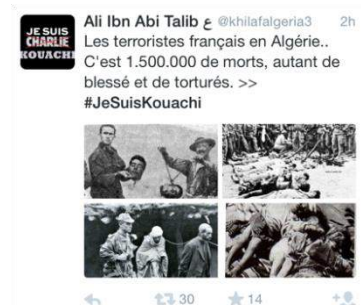 Ali Ibn Abi Talib ع @khilafalgeria3 2h
JE SUIS
CHARLIE
KOUACHI
Les terroristes français en Algérie..
C'est 1.500.000 de morts, autant de
blessé et de torturés. >>
#JeSuisKouachi
30 14